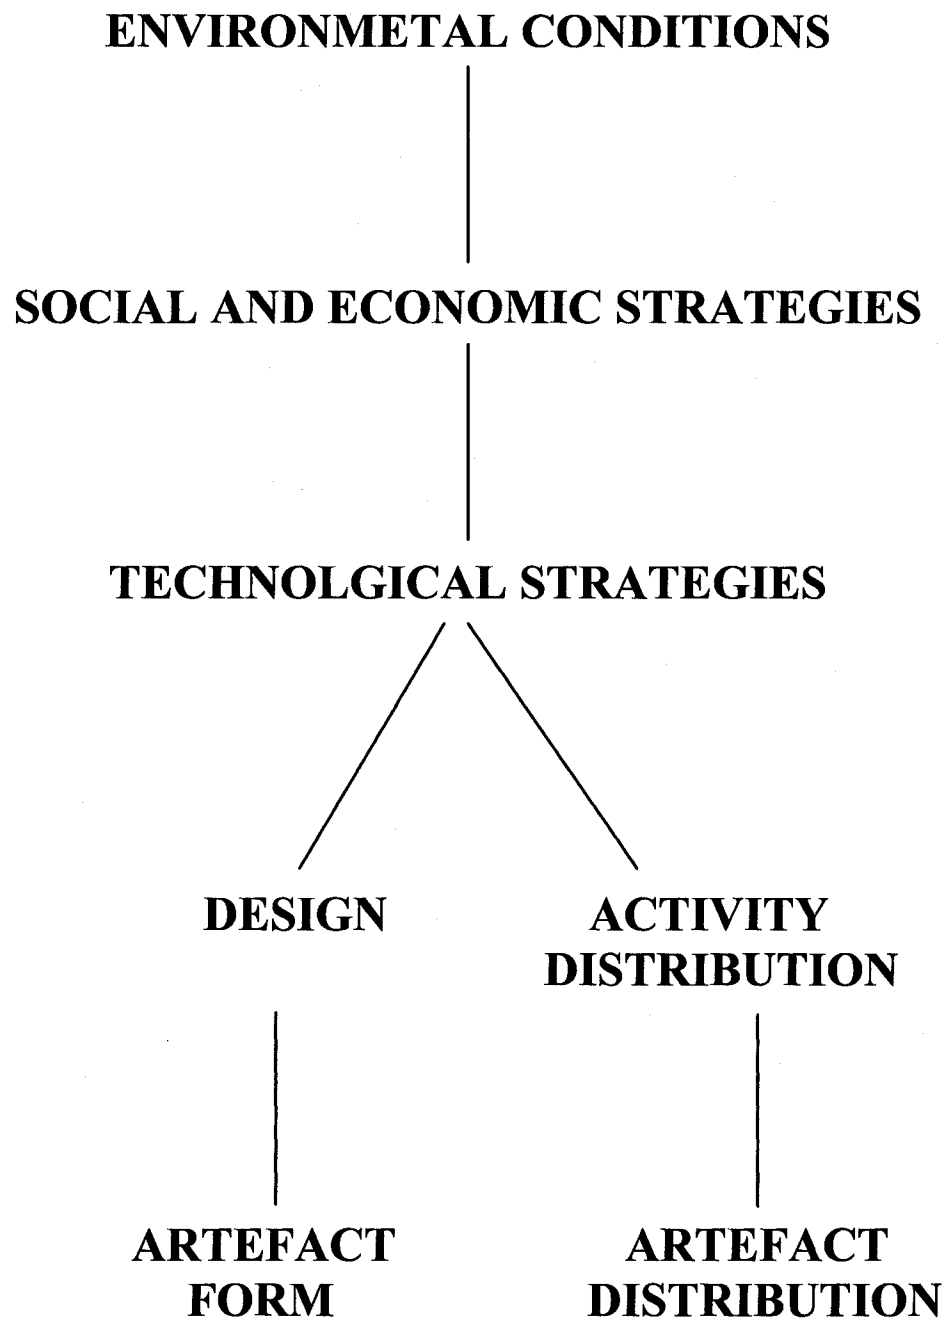 ENVIRONMETAL CONDITIONS
SOCIAL AND ECONOMIC STRATEGIES
TECHNOLGICAL STRATEGIES
DESIGN
ACTIVITY
DISTRIBUTION
ARTEFACT
FORM
ARTEFACT
DISTRIBUTION